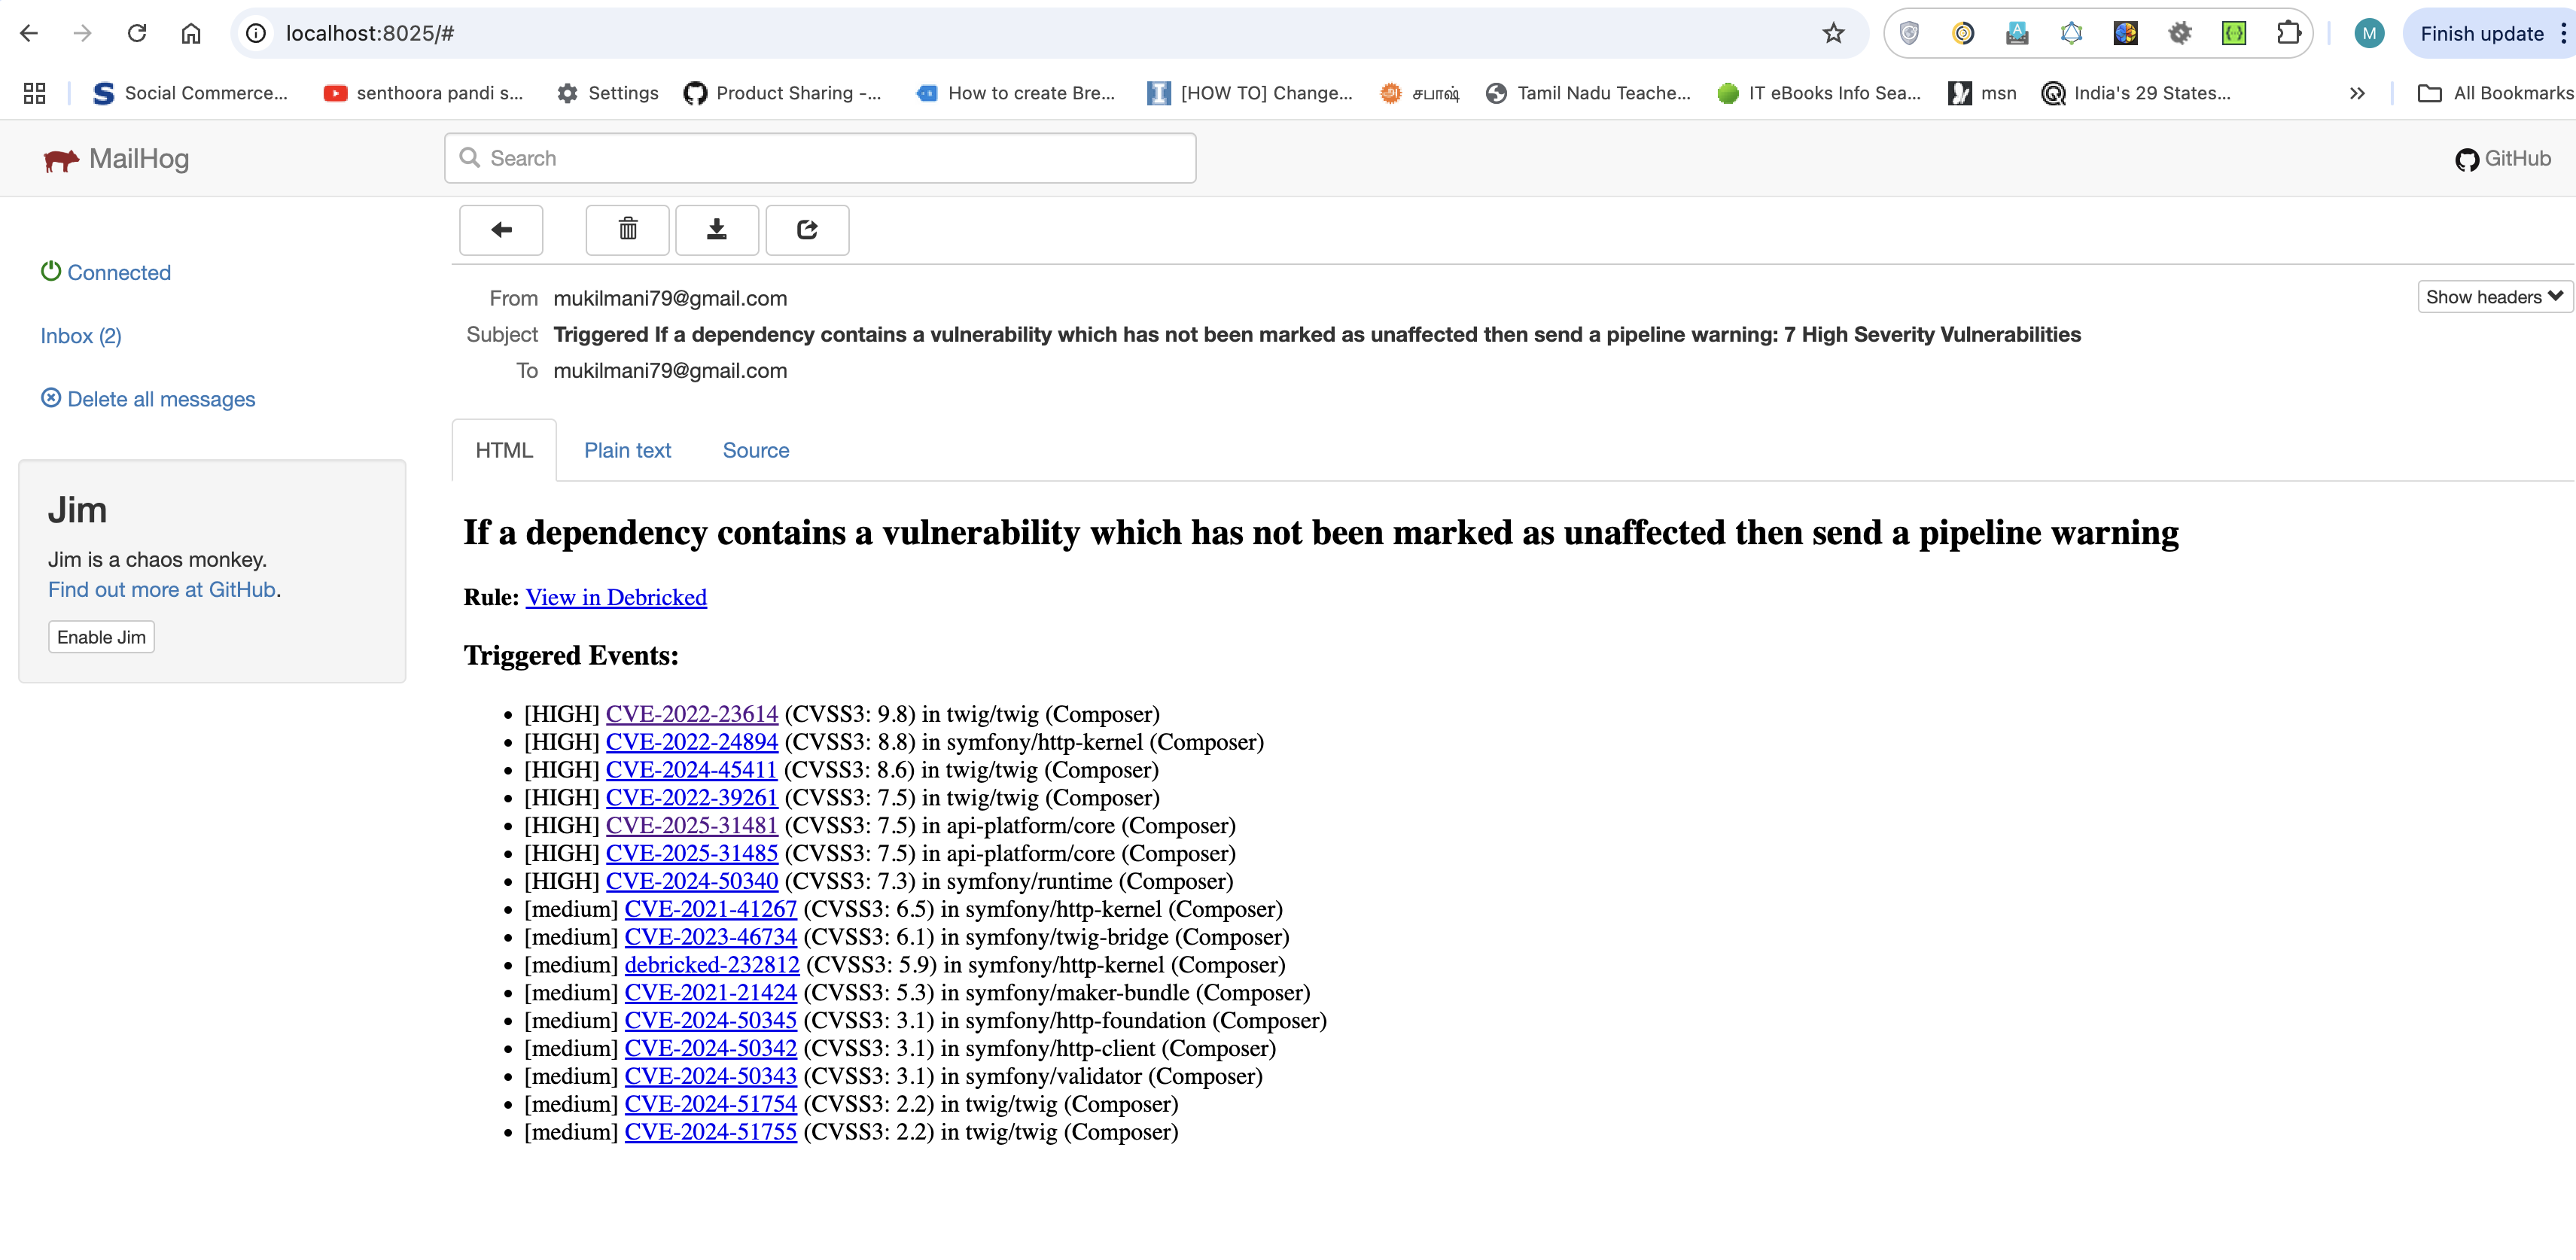 localhost:8025/#
M
Finish update
Social Commerce...
senthoora pandi s...
Settings
Product Sharing -...
How to create Bre...
[HOW TO] Change...
சபாஷ்
Tamil Nadu Teache...
IT eBooks Info Sea...
msn
India's 29 States...
All Bookmarks
MailHog
Search
GitHub
Connected
Inbox (2)
Delete all messages
Jim
Jim is a chaos monkey.
Find out more at GitHub.
Enable Jim
From mukilmani79@gmail.com
Show headers
Subject Triggered If a dependency contains a vulnerability which has not been marked as unaffected then send a pipeline warning: 7 High Severity Vulnerabilities
To mukilmani79@gmail.com
HTML Plain text Source
If a dependency contains a vulnerability which has not been marked as unaffected then send a pipeline warning
Rule: View in Debricked
Triggered Events:
• [HIGH] CVE-2022-23614 (CVSS3: 9.8) in twig/twig (Composer)
• [HIGH] CVE-2022-24894 (CVSS3: 8.8) in symfony/http-kernel (Composer)
• [HIGH] CVE-2024-45411 (CVSS3: 8.6) in twig/twig (Composer)
• [HIGH] CVE-2022-39261 (CVSS3: 7.5) in twig/twig (Composer)
• [HIGH] CVE-2025-31481 (CVSS3: 7.5) in api-platform/core (Composer)
• [HIGH] CVE-2025-31485 (CVSS3: 7.5) in api-platform/core (Composer)
• [HIGH] CVE-2024-50340 (CVSS3: 7.3) in symfony/runtime (Composer)
• [medium] CVE-2021-41267 (CVSS3: 6.5) in symfony/http-kernel (Composer)
• [medium] CVE-2023-46734 (CVSS3: 6.1) in symfony/twig-bridge (Composer)
• [medium] debricked-232812 (CVSS3: 5.9) in symfony/http-kernel (Composer)
• [medium] CVE-2021-21424 (CVSS3: 5.3) in symfony/maker-bundle (Composer)
• [medium] CVE-2024-50345 (CVSS3: 3.1) in symfony/http-foundation (Composer)
• [medium] CVE-2024-50342 (CVSS3: 3.1) in symfony/http-client (Composer)
• [medium] CVE-2024-50343 (CVSS3: 3.1) in symfony/validator (Composer)
• [medium] CVE-2024-51754 (CVSS3: 2.2) in twig/twig (Composer)
• [medium] CVE-2024-51755 (CVSS3: 2.2) in twig/twig (Composer)